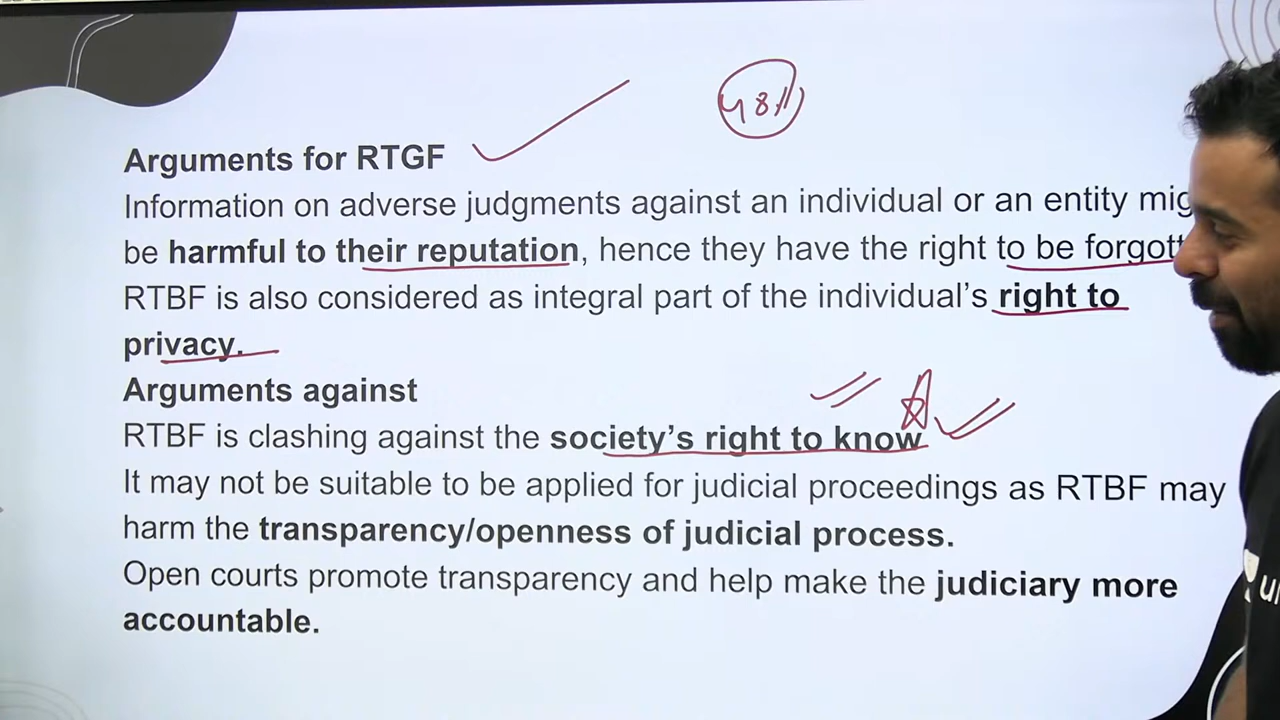 Arguments for RTGF
Information on adverse judgments against an individual or an entity mig
be harmful to their reputation, hence they have the right to be forgott
RTBF is also considered as integral part of the individual’s right to
privacy.
Arguments against
RTBF is clashing against the society’s right to know
It may not be suitable to be applied for judicial proceedings as RTBF may
harm the transparency/openness of judicial process.
Open courts promote transparency and help make the judiciary more
accountable.